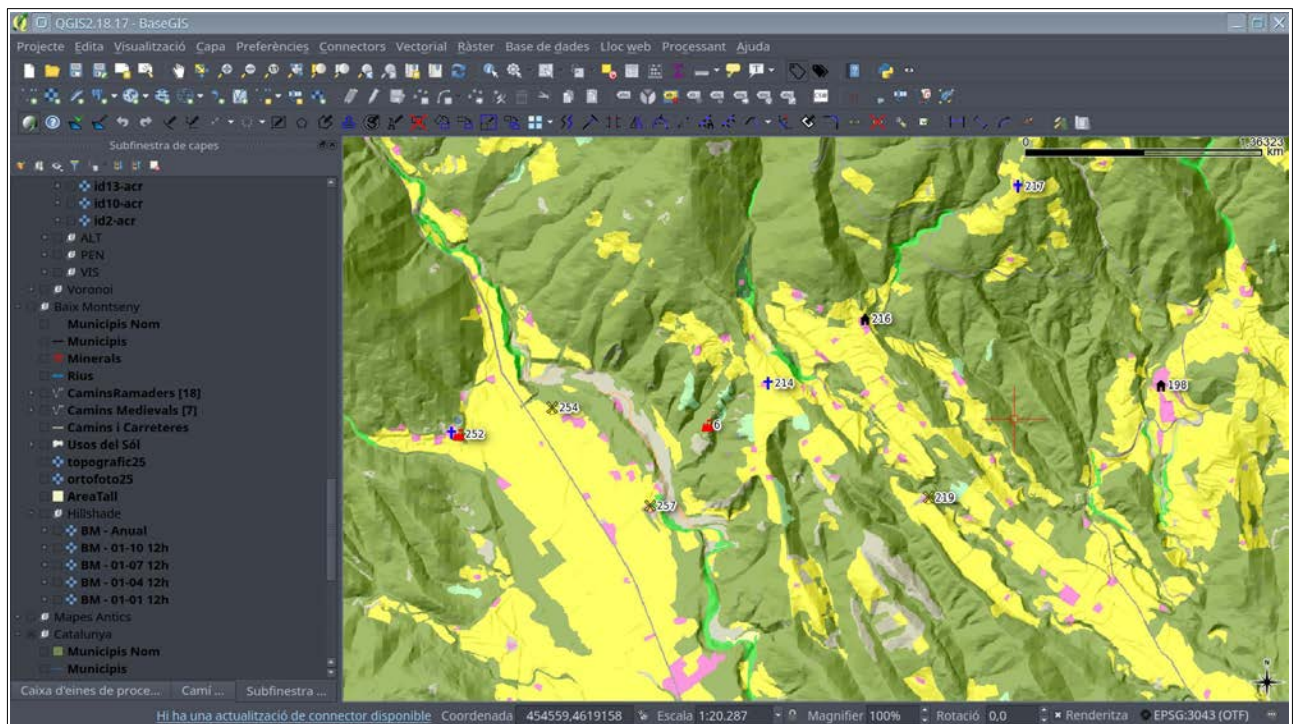 QGIS2.18.17 - BaseGIS
Projecte Edita Visualització Capa Preferències Connectors Vectorial Ràster Base de dades Lloc web Processant Ajuda
Subfinestra de capes
id13-acr
id10-acr
id2-acr
ALT
PEN
VIS
Voronoi
Baix Montseny
Municipis Nom
Municipis
Minerals
Rius
CaminsRamaders [18]
Camins Medievals [7]
Camins i Carreteres
Usos del Sòl
topografic25
ortofoto25
AreaTall
Hillshade
BM - Anual
BM - 01-10 12h
BM - 01-07 12h
BM - 01-04 12h
BM - 01-01 12h
Mapes Antics
Catalunya
Municipis Nom
Municipis
Caixa d'eines de proce... Camí ... Subfinestra ...
0 1,36323
km
217
216
214
198
254
6
252
219
257
N
Hi ha una actualització de connector disponible Coordenada 454559,4619158 Escala 1:20.287 Magnifier 100% Rotació 0,0 Renderitza EPSG:3043 (OTF)